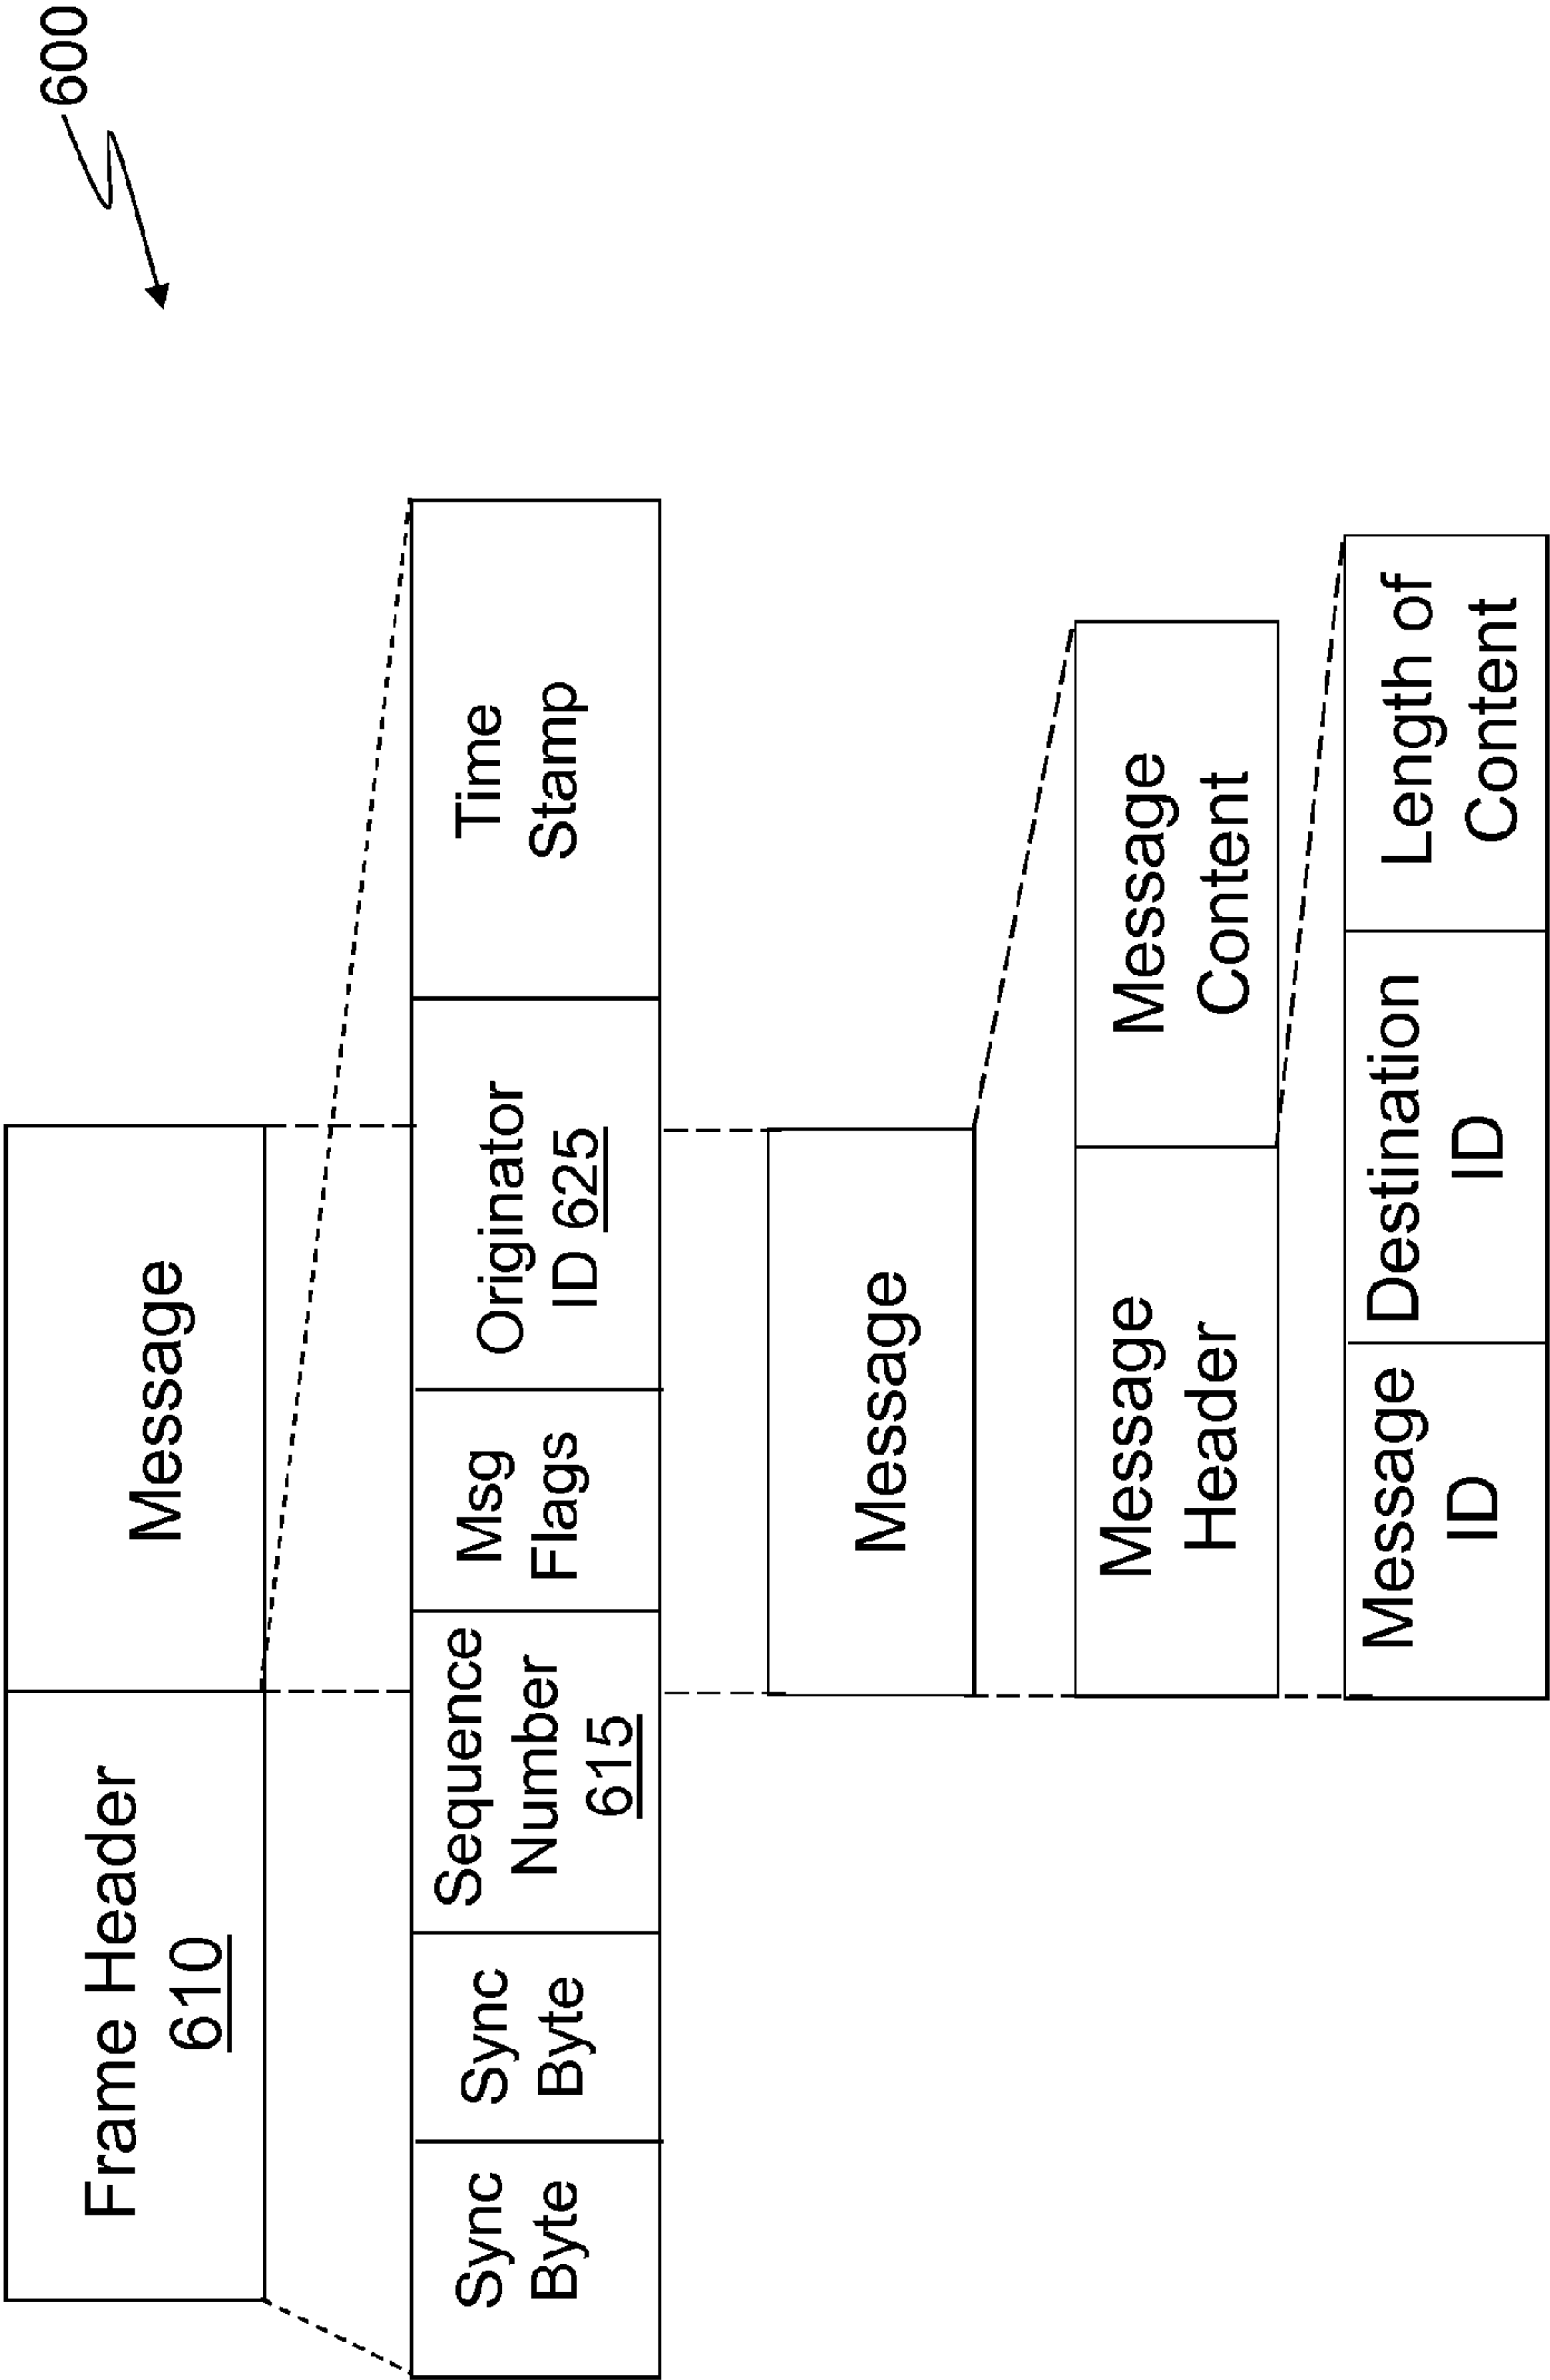 600
Frame Header
610
Message
Sync
Byte
Sync
Byte
Sequence
Number
615
Msg
Flags
Originator
ID 625
Time
Stamp
Message
Message
Header
Message
Content
Message
ID
Destination
ID
Length of
Content